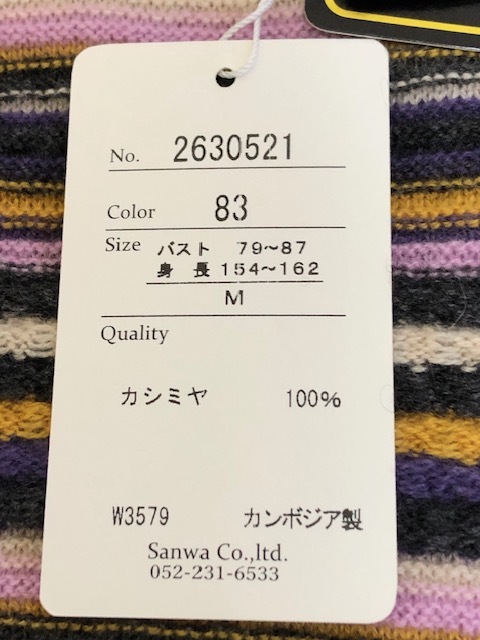 No. 2630521
Color 83
Size バスト 79～87
身 長 154～162
M
Quality
カシミヤ 100%
W3579 カンボジア製
Sanwa Co.,ltd.
052-231-6533